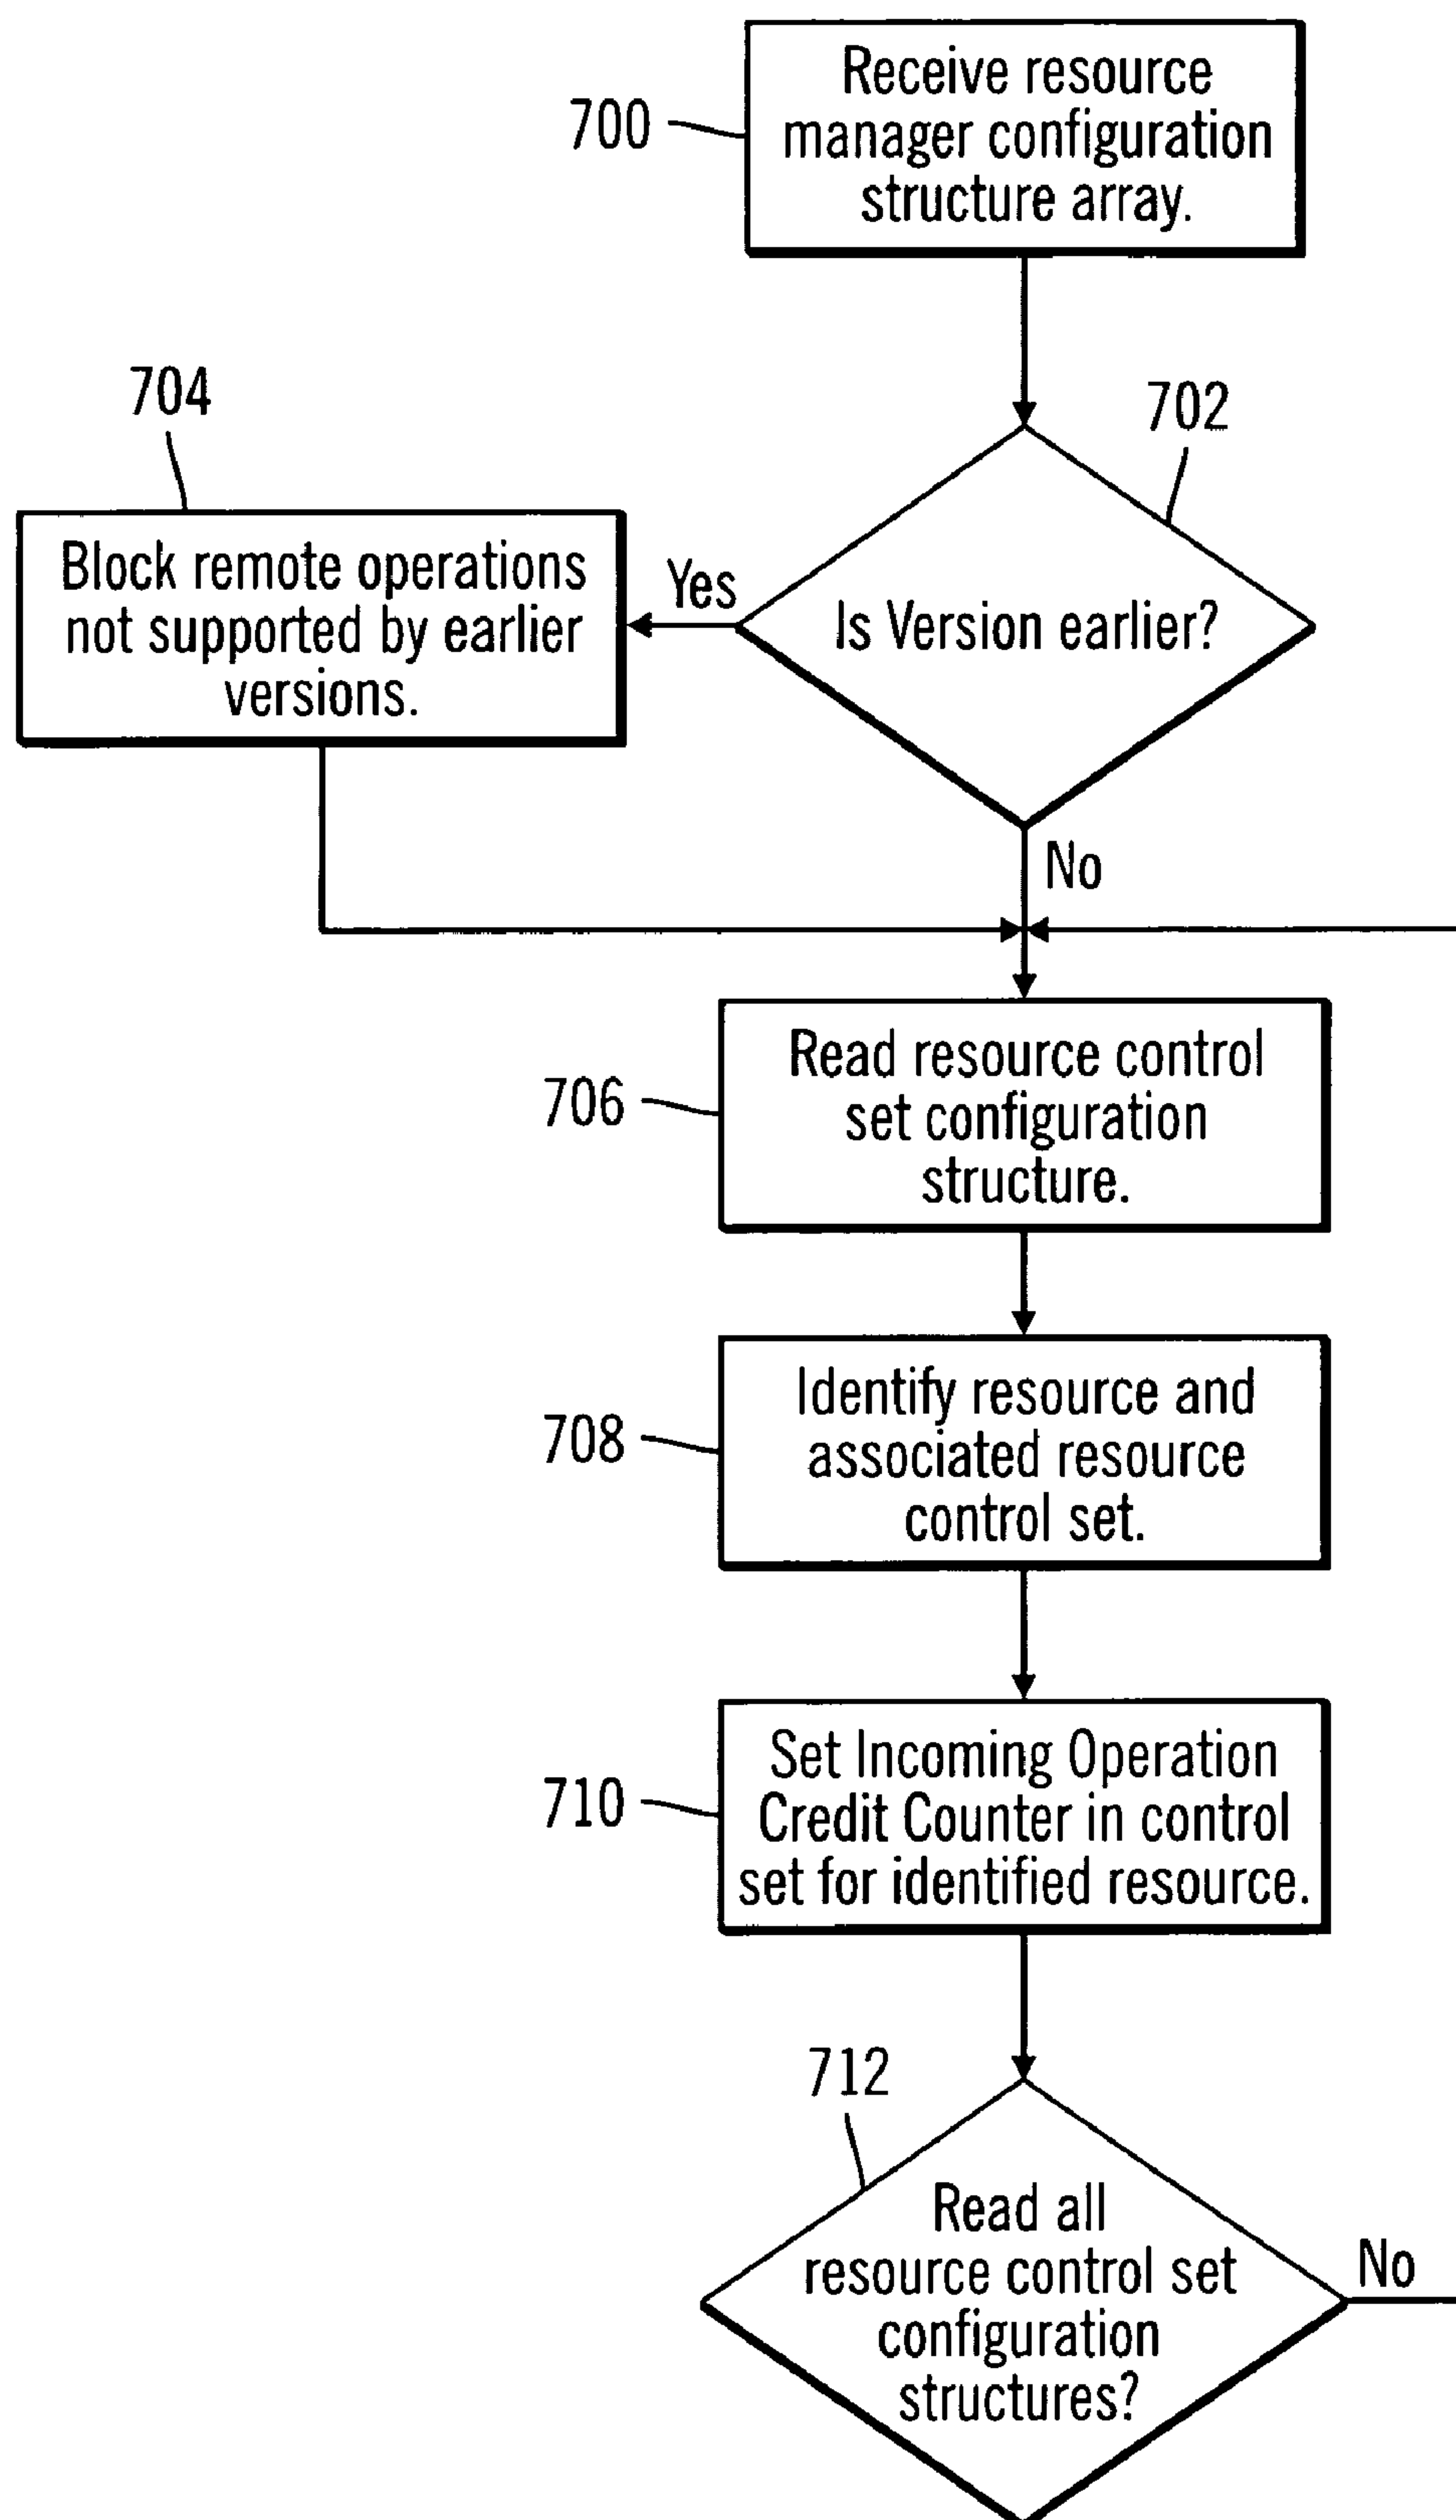 700
Receive resource
manager configuration
structure array.
702
Is Version earlier?
Yes
704
Block remote operations
not supported by earlier
versions.
No
706
Read resource control
set configuration
structure.
708
Identify resource and
associated resource
control set.
710
Set Incoming Operation
Credit Counter in control
set for identified resource.
712
Read all
resource control set
configuration
structures?
No